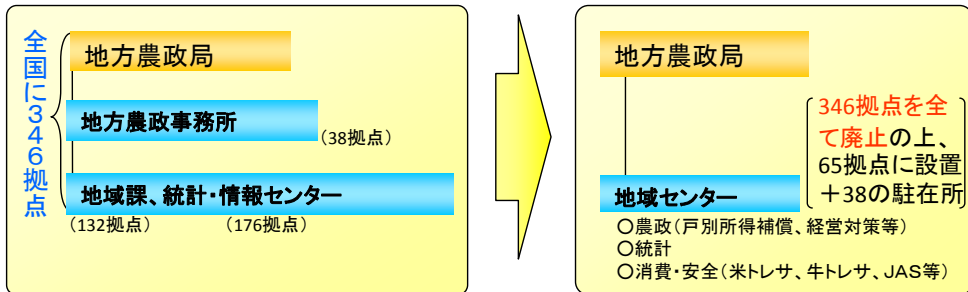 全国に346拠点
地方農政局
地方農政事務所
(38拠点)
地域課、統計・情報センター
(132拠点)
(176拠点)
地方農政局
346拠点を全
て廃止の上、
65拠点に設置
＋38の駐在所
地域センター
○農政(戸別所得補償、経営対策等)
○統計
○消費・安全(米トレサ、牛トレサ、JAS等)